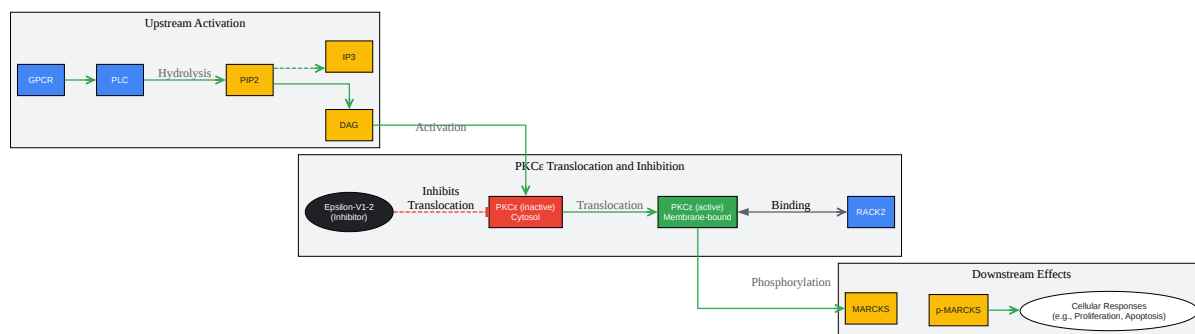 Upstream Activation
GPCR
PLC
Hydrolysis
PIP2
IP3
DAG
Activation
PKCε Translocation and Inhibition
Epsilon-V1-2
(Inhibitor)
Inhibits
Translocation
PKCε (inactive)
Cytosol
Translocation
PKCε (active)
Membrane-bound
Binding
RACK2
Phosphorylation
Downstream Effects
MARCKS
p-MARCKS
Cellular Responses
(e.g., Proliferation, Apoptosis)